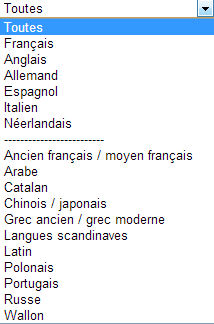 Toutes
Toutes
Français
Anglais
Allemand
Espagnol
Italien
Néerlandais
-------------------------
Ancien français / moyen français
Arabe
Catalan
Chinois / japonais
Grec ancien / grec moderne
Langues scandinaves
Latin
Polonais
Portugais
Russe
Wallon